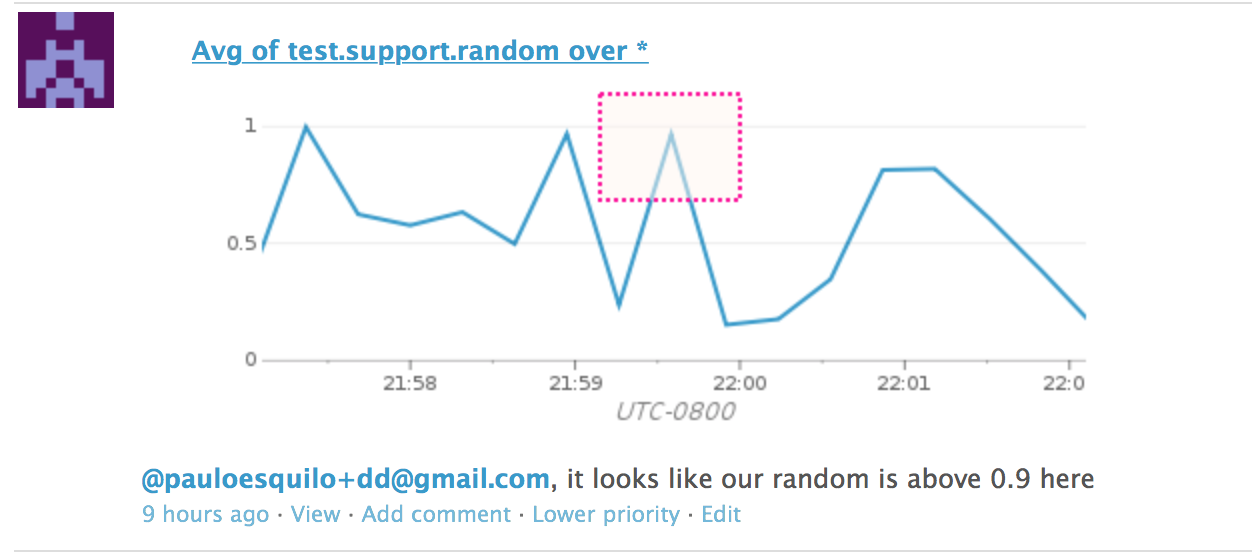 Avg of test.support.random over *
1
0.5
0
21:58 21:59 22:00 22:01 22:0
UTC-0800
@pauloesquilo+dd@gmail.com, it looks like our random is above 0.9 here
9 hours ago · View · Add comment · Lower priority · Edit